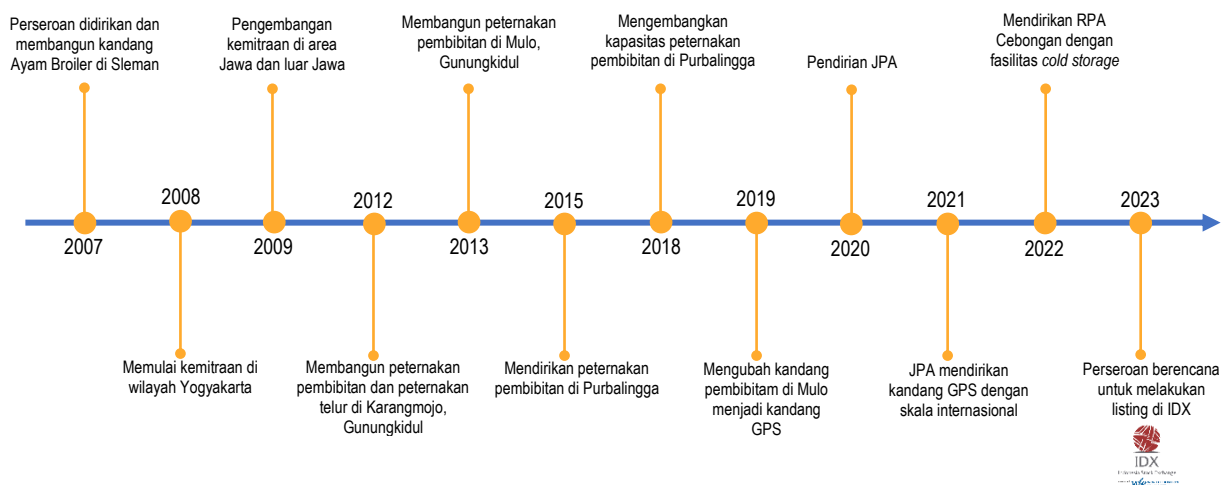 Perseroan didirikan dan
membangun kandang
Ayam Broiler di Sleman
Pengembangan
kemitraan di area
Jawa dan luar Jawa
Membangun peternakan
pembibitan di Mulo,
Gunungkidul
Mengembangkan
kapasitas peternakan
pembibitan di Purbalingga
Pendirian JPA
Mendirikan RPA
Cebongan dengan
fasilitas cold storage
2007
2008
2009
2012
2013
2015
2018
2019
2020
2021
2022
2023
Memulai kemitraan di
wilayah Yogyakarta
Membangun peternakan
pembibitan dan peternakan
telur di Karangmojo,
Gunungkidul
Mendirikan peternakan
pembibitan di Purbalingga
Mengubah kandang
pembibitam di Mulo
menjadi kandang
GPS
JPA mendirikan
kandang GPS dengan
skala internasional
Perseroan berencana
untuk melakukan
listing di IDX
IDX
Indonesia Stock Exchange